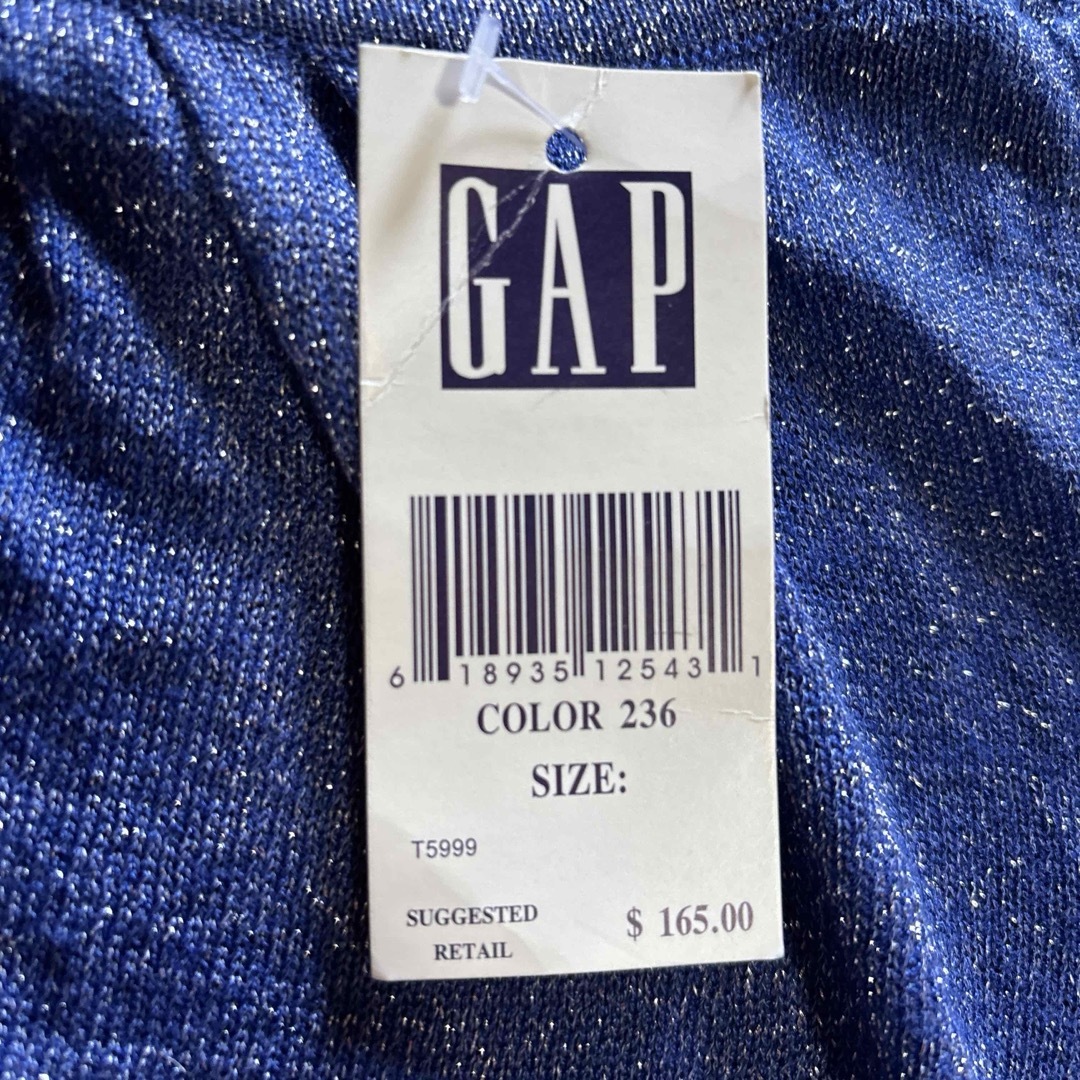 GAP
6 18935 12543 1
COLOR 236
SIZE:
T5999
SUGGESTED
RETAIL
$ 165.00